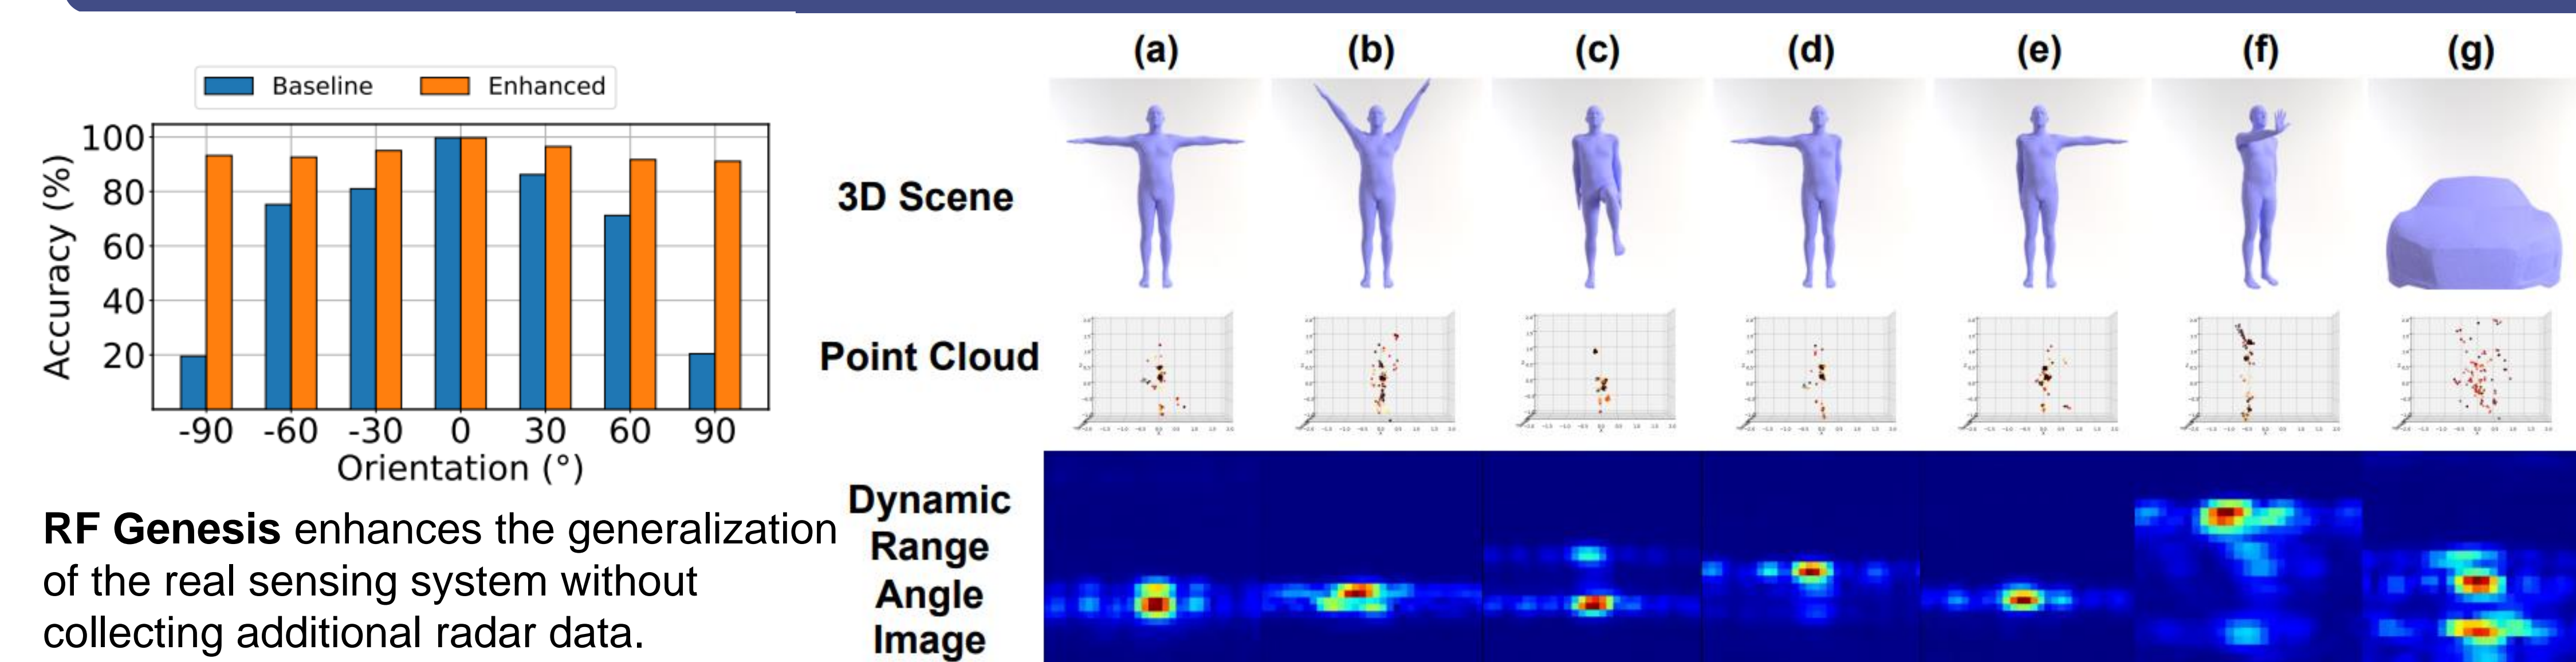 Baseline Enhanced
Accuracy (%)
100
80
60
40
20
-90 -60 -30 0 30 60 90
Orientation (°)
RF Genesis enhances the generalization
of the real sensing system without
collecting additional radar data.
(a) (b) (c) (d) (e) (f) (g)
3D Scene
Point Cloud
Dynamic
Range
Angle
Image